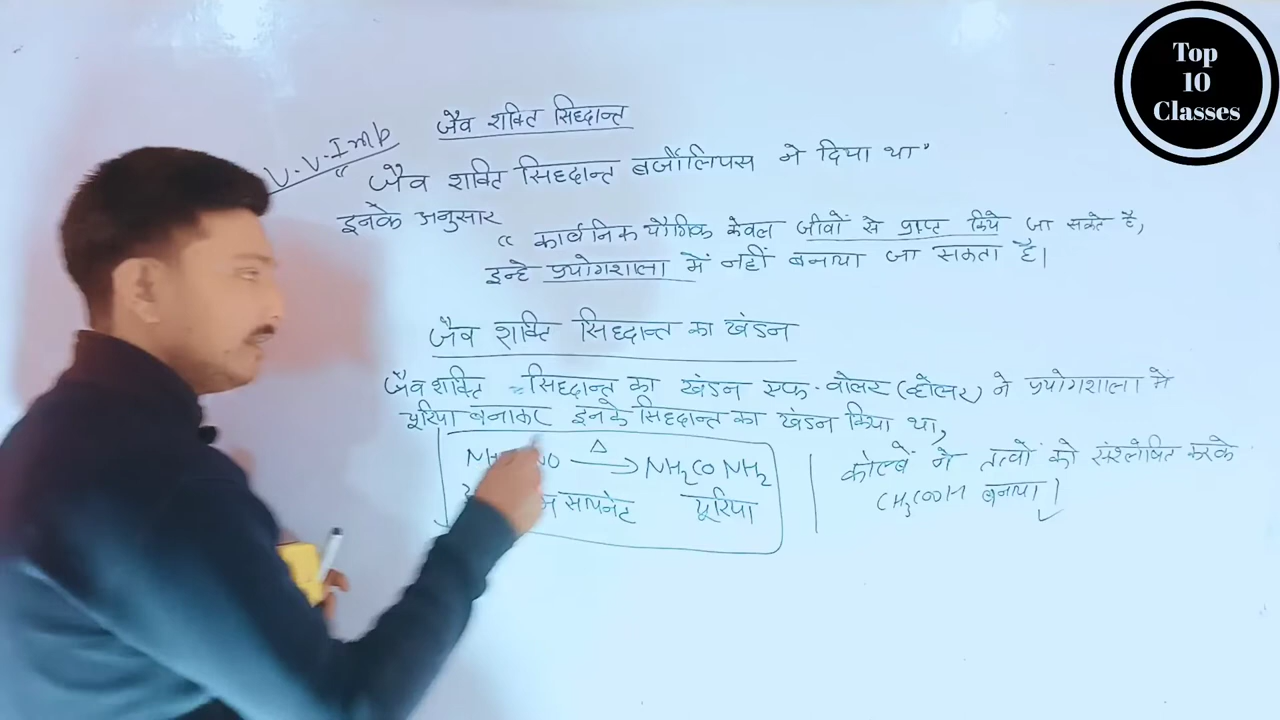 Top
10
Classes
जैव शक्ति सिध्दान्त
V.V.Imp
“ जैव शक्ति सिध्दान्त बर्जीलियस ने दिया था"
इनके अनुसार
“ कार्बनिक यौगिक केवल जीवों से प्राप्त किये जा सकते है,
इन्हे प्रयोगशाला में नहीं बनाया जा सकता है।
जैव शक्ति सिध्दान्त का खंडन
जैव शक्ति सिध्दान्त का खंडन एफ. वोलर (व्होलर) ने प्रयोगशाला में
यूरिया बनाकर इनके सिध्दान्त का खंडन किया था,
Δ
NH₂CONH₂
सायनेट यूरिया
कोल्बे ने तत्वों को संश्लेषित करके
CH₃COOH बनाया।